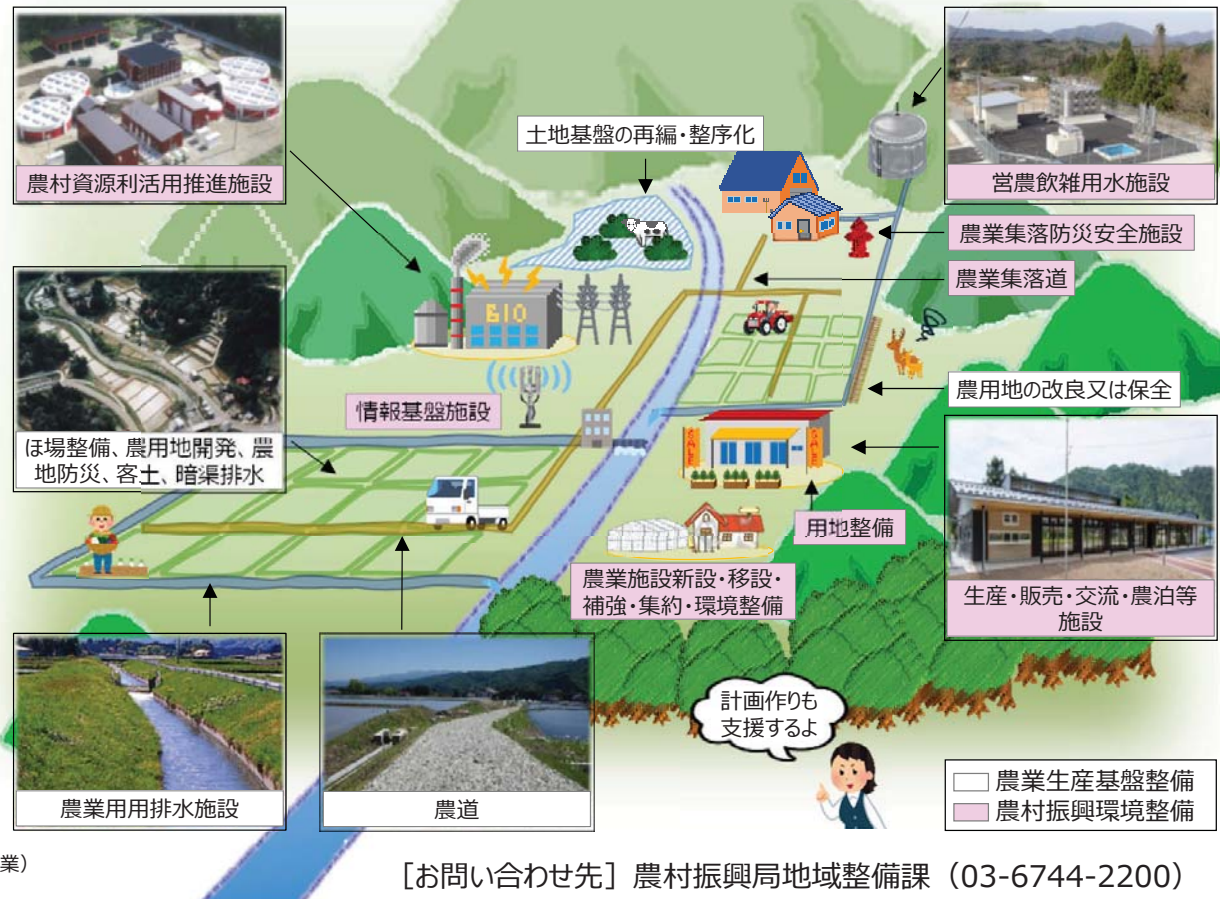 農村資源利活用推進施設
土地基盤の再編・整序化
営農飲雑用水施設
農業集落防災安全施設
農業集落道
BIO
情報基盤施設
農用地の改良又は保全
ほ場整備、農用地開発、農
地防災、客土、暗渠排水
SALE
SALE
用地整備
農業施設新設・移設・
補強・集約・環境整備
生産・販売・交流・農泊等
施設
計画作りも
支援するよ
農業用用排水施設
農道
農業生産基盤整備
農村振興環境整備
業）
［お問い合わせ先］農村振興局地域整備課（03-6744-2200）